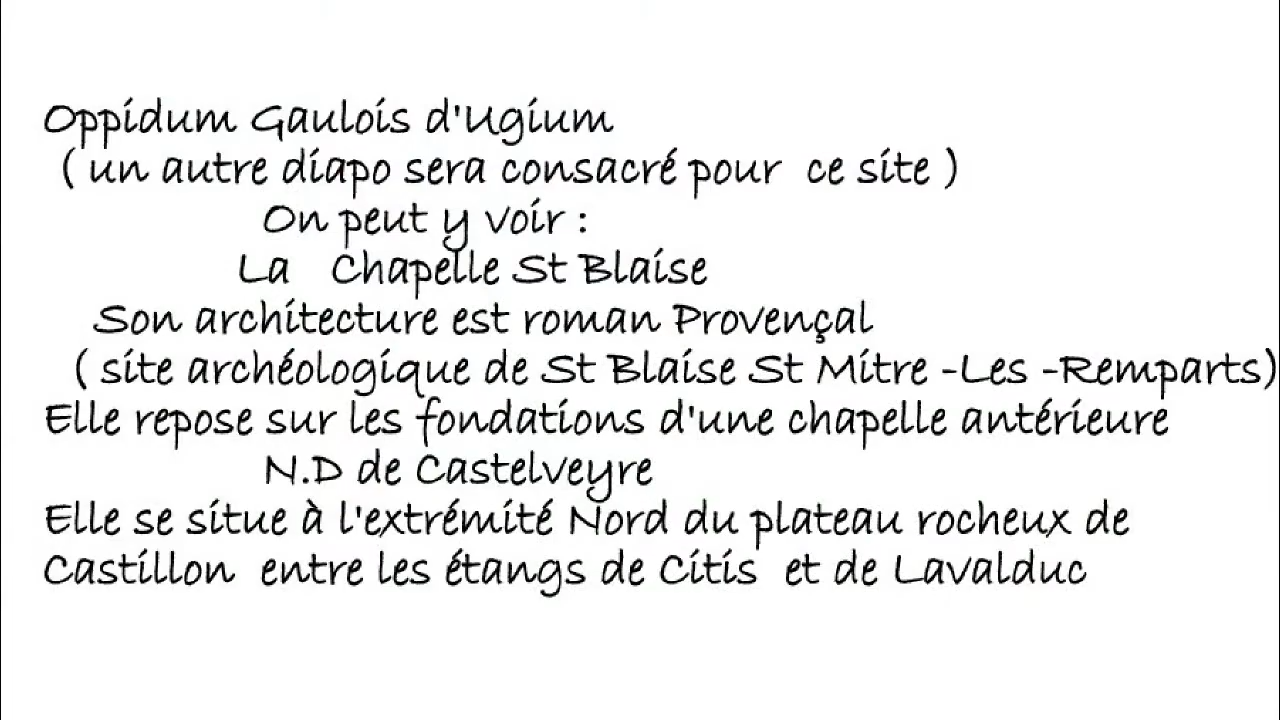 Oppidum Gaulois d'Ugium
( un autre diapo sera consacré pour ce site )
On peut y voir :
La Chapelle St Blaise
Son architecture est roman Provençal
( site archéologique de St Blaise St Mitre -Les -Remparts)
Elle repose sur les fondations d'une chapelle antérieure
N.D de Castelveyre
Elle se situe à l'extrémité Nord du plateau rocheux de
Castillon entre les étangs de Citis et de Lavalduc